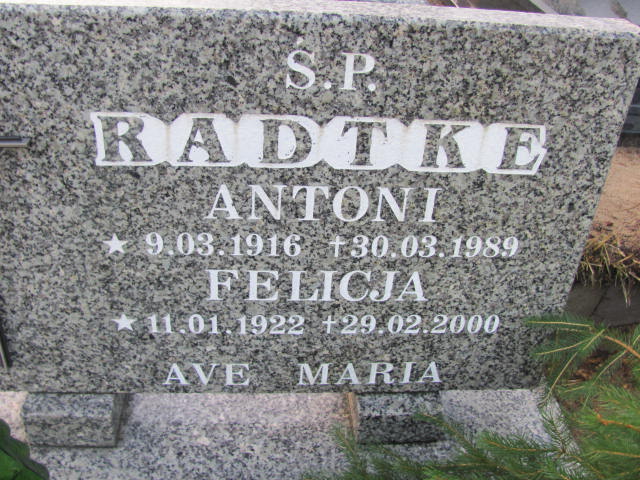 S.P.
RADTKE
ANTONI
★ 9.03.1916 †30.03.1989
FELICJA
★ 11.01.1922 †29.02.2000
AVE MARIA